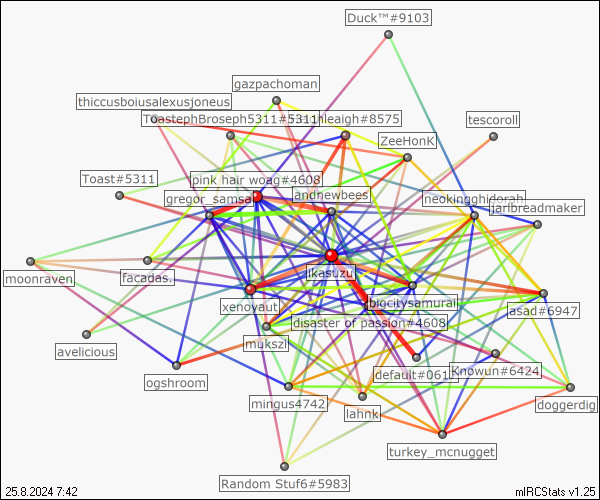 Duck™#9103
gazpachoman
thiccusboiusalexusjoneus
ToastephBroseph5311#5311
nleaigh#8575
tescoroll
ZeeHonK
Toast#5311
pink hair woag#4608
andnewbees
gregor_samsa
neokingghidorah
jaribreadmaker
ikasuzu
moonraven
facadas.
xenovaut
bigcitysamurai
asad#6947
disaster of passion#4608
mukszi
avelicious
ogshroom
default#061
Knowun#6424
mingus4742
lahnk
doggerdig
turkey_mcnugget
Random Stuf6#5983
25.8.2024 7:42
mIRCStats v1.25